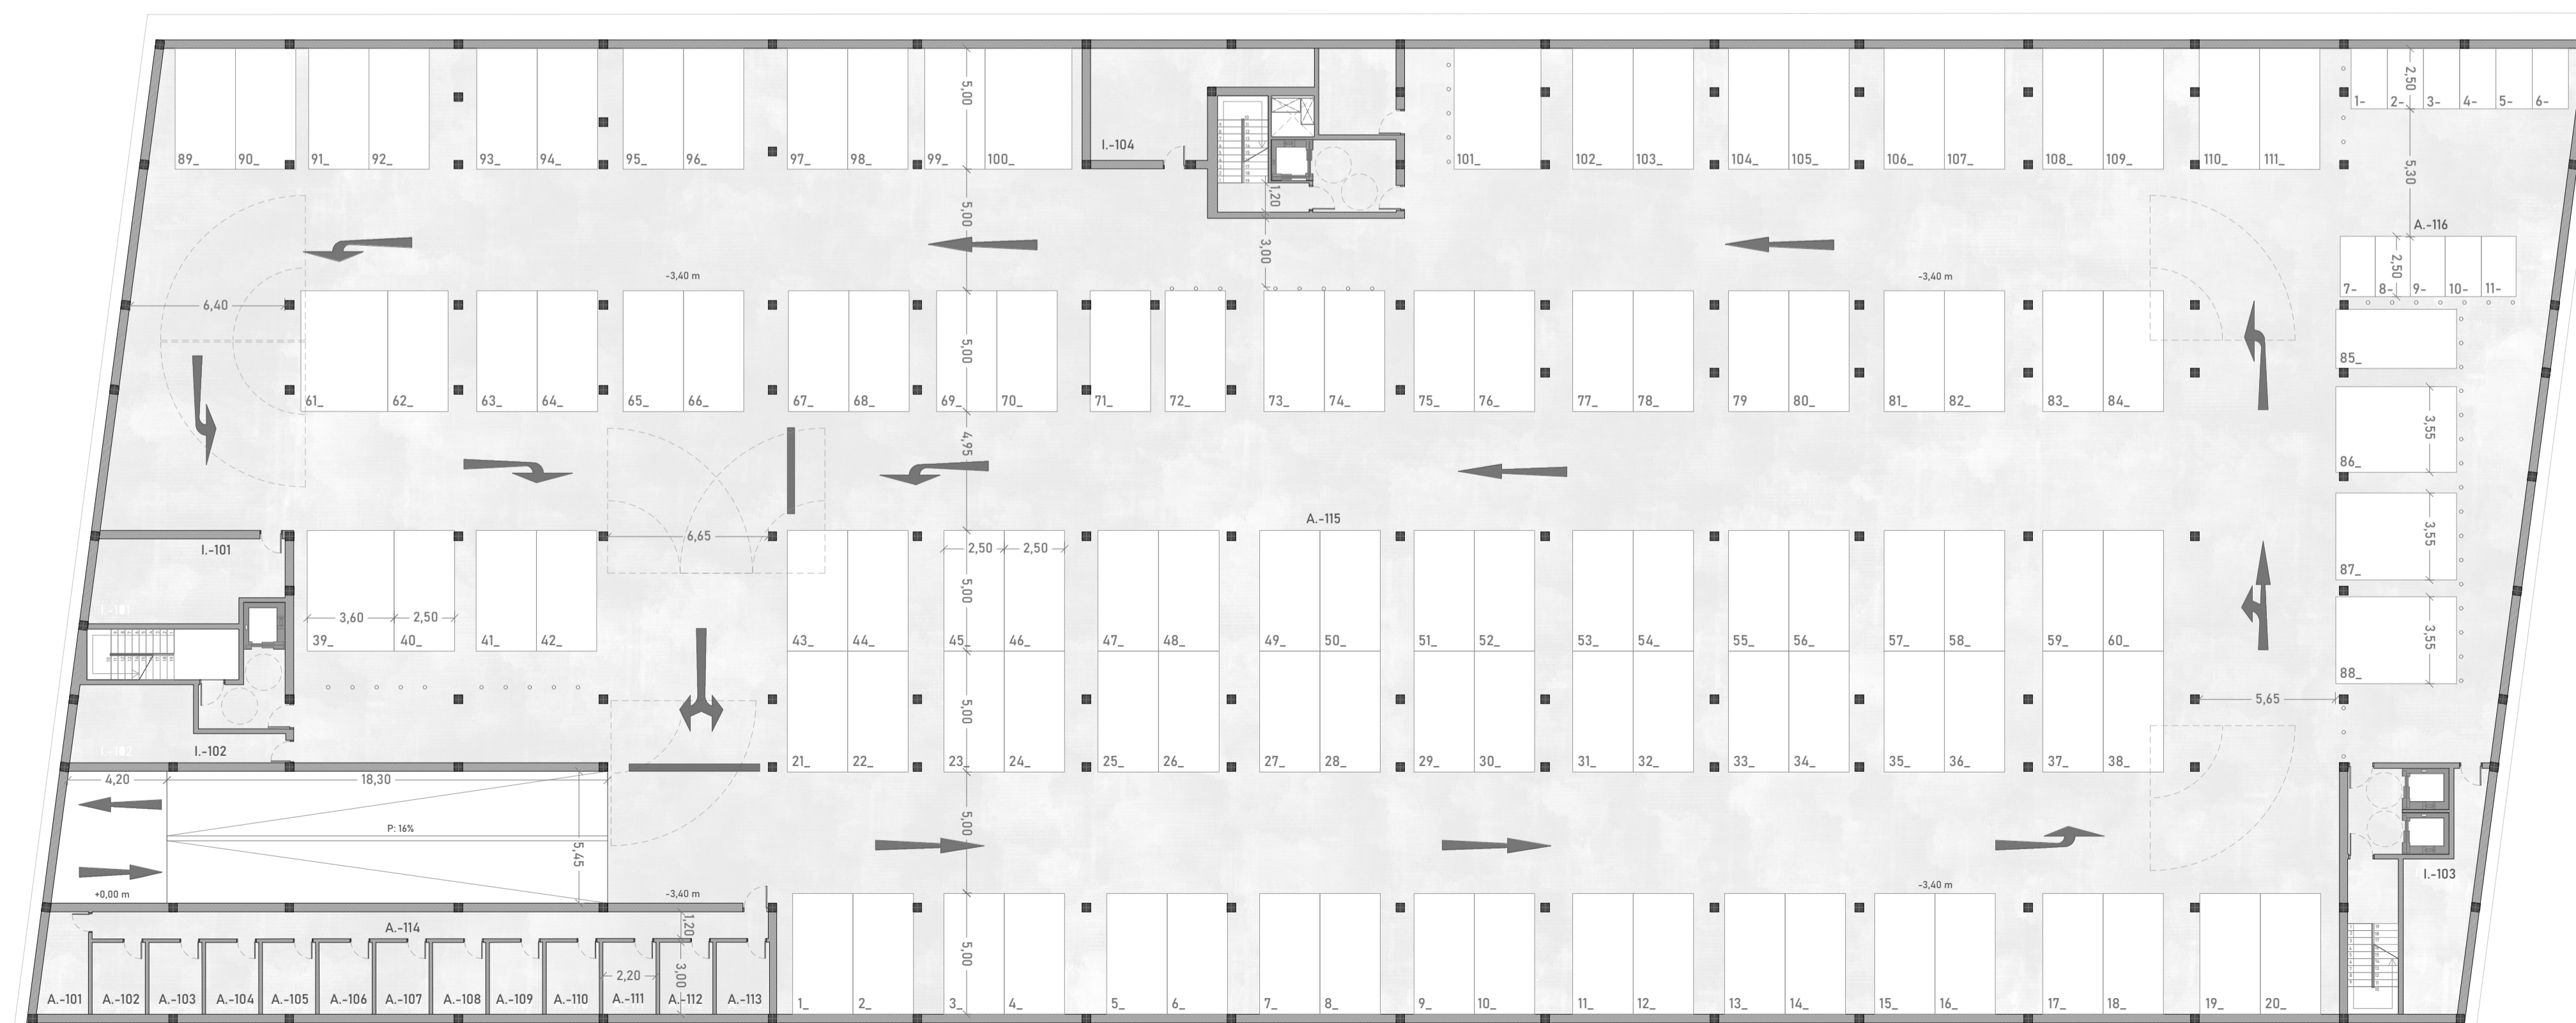 89_ 90_ 91_ 92_ 93_ 94_ 95_ 96_ 97_ 98_ 99_ 100_ 101_ 102_ 103_ 104_ 105_ 106_ 107_ 108_ 109_ 110_ 111_
5,00
I.-104
1,20
1- 2- 3- 4- 5- 6-
2,50
5,30
5,00
3,00
A.-116
2,50
7- 8- 9- 10- 11-
-3,40 m
-3,40 m
6,40
5,00
61_ 62_ 63_ 64_ 65_ 66_ 67_ 68_ 69_ 70_ 71_ 72_ 73_ 74_ 75_ 76_ 77_ 78_ 79 80_ 81_ 82_ 83_ 84_
85_
3,55
86_
4,95
A.-115
3,55
87_
6,65
2,50 2,50
I.-101
I.-101
3,60 2,50
5,00
39_ 40_ 41_ 42_ 43_ 44_ 45_ 46_ 47_ 48_ 49_ 50_ 51_ 52_ 53_ 54_ 55_ 56_ 57_ 58_ 59_ 60_
3,55
88_
5,65
5,00
I.-102
I.-102
21_ 22_ 23_ 24_ 25_ 26_ 27_ 28_ 29_ 30_ 31_ 32_ 33_ 34_ 35_ 36_ 37_ 38_
4,20 18,30
P: 16%
5,45
5,00
+0,00 m
-3,40 m
-3,40 m
I.-103
A.-114
1,20
2,20
3,00
5,00
A.-101 A.-102 A.-103 A.-104 A.-105 A.-106 A.-107 A.-108 A.-109 A.-110 A.-111 A.-112 A.-113
1_ 2_ 3_ 4_ 5_ 6_ 7_ 8_ 9_ 10_ 11_ 12_ 13_ 14_ 15_ 16_ 17_ 18_ 19_ 20_